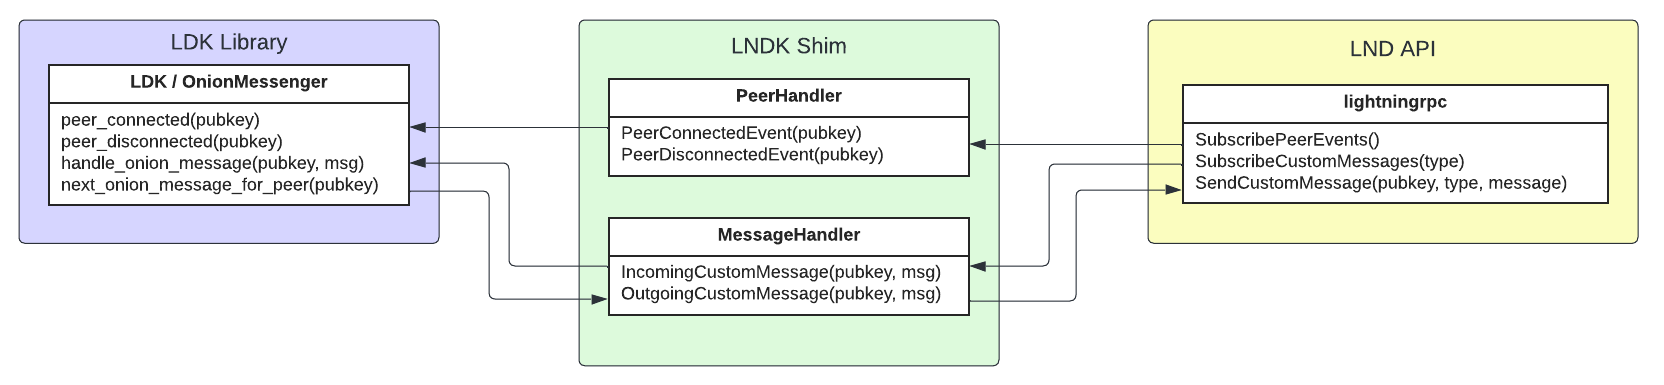 LDK Library
LDK / OnionMessenger
peer_connected(pubkey)
peer_disconnected(pubkey)
handle_onion_message(pubkey, msg)
next_onion_message_for_peer(pubkey)
LNDK Shim
PeerHandler
PeerConnectedEvent(pubkey)
PeerDisconnectedEvent(pubkey)
MessageHandler
IncomingCustomMessage(pubkey, msg)
OutgoingCustomMessage(pubkey, msg)
LND API
lightningrpc
SubscribePeerEvents()
SubscribeCustomMessages(type)
SendCustomMessage(pubkey, type, message)